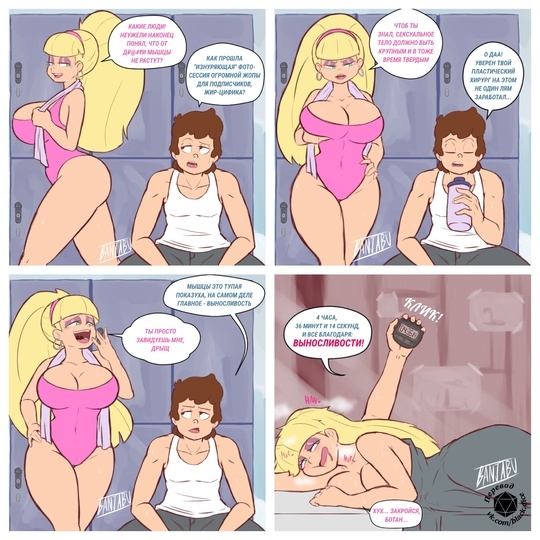 КАКИЕ ЛЮДИ!
НЕУЖЕЛИ НАКОНЕЦ
ПОНЯЛ, ЧТО ОТ
ДР@#ЙИ МЫШЦЫ
НЕ РАСТУТ?
КАК ПРОШЛА
"ИЗНУРЯЮЩАЯ" ФОТО-
СЕССИЯ ОГРОМНОЙ ЖОПЫ
ДЛЯ ПОДПИСЧИКОВ,
ЖИР-ЦИФИКА?
BANTABU
ЧТОБ ТЫ
ЗНАЛ, СЕКСУАЛЬНОЕ
ТЕЛО ДОЛЖНО БЫТЬ
КРУПНЫМ И В ТОЖЕ
ВРЕМЯ ТВЕРДЫМ
О ДАА!
УВЕРЕН ТВОЙ
ПЛАСТИЧЕСКИЙ
ХИРУРГ НА ЭТОМ
НЕ ОДИН ЛЯМ
ЗАРАБОТАЛ...
BANTABU
МЫШЦЫ ЭТО ТУПАЯ
ПОКАЗУХА, НА САМОМ ДЕЛЕ
ГЛАВНОЕ - ВЫНОСЛИВОСТЬ
ТЫ ПРОСТО
ЗАВИДУЕШЬ МНЕ,
ДРЫЩ
BANTABU
КЛИК!
4 ЧАСА,
36 МИНУТ И 14 СЕКУНД,
И ВСЕ БЛАГОДАРЯ:
ВЫНОСЛИВОСТИ!
BANTABU
ХУХ... ЗАКРОЙСЯ,
БОТАН...
Перевод